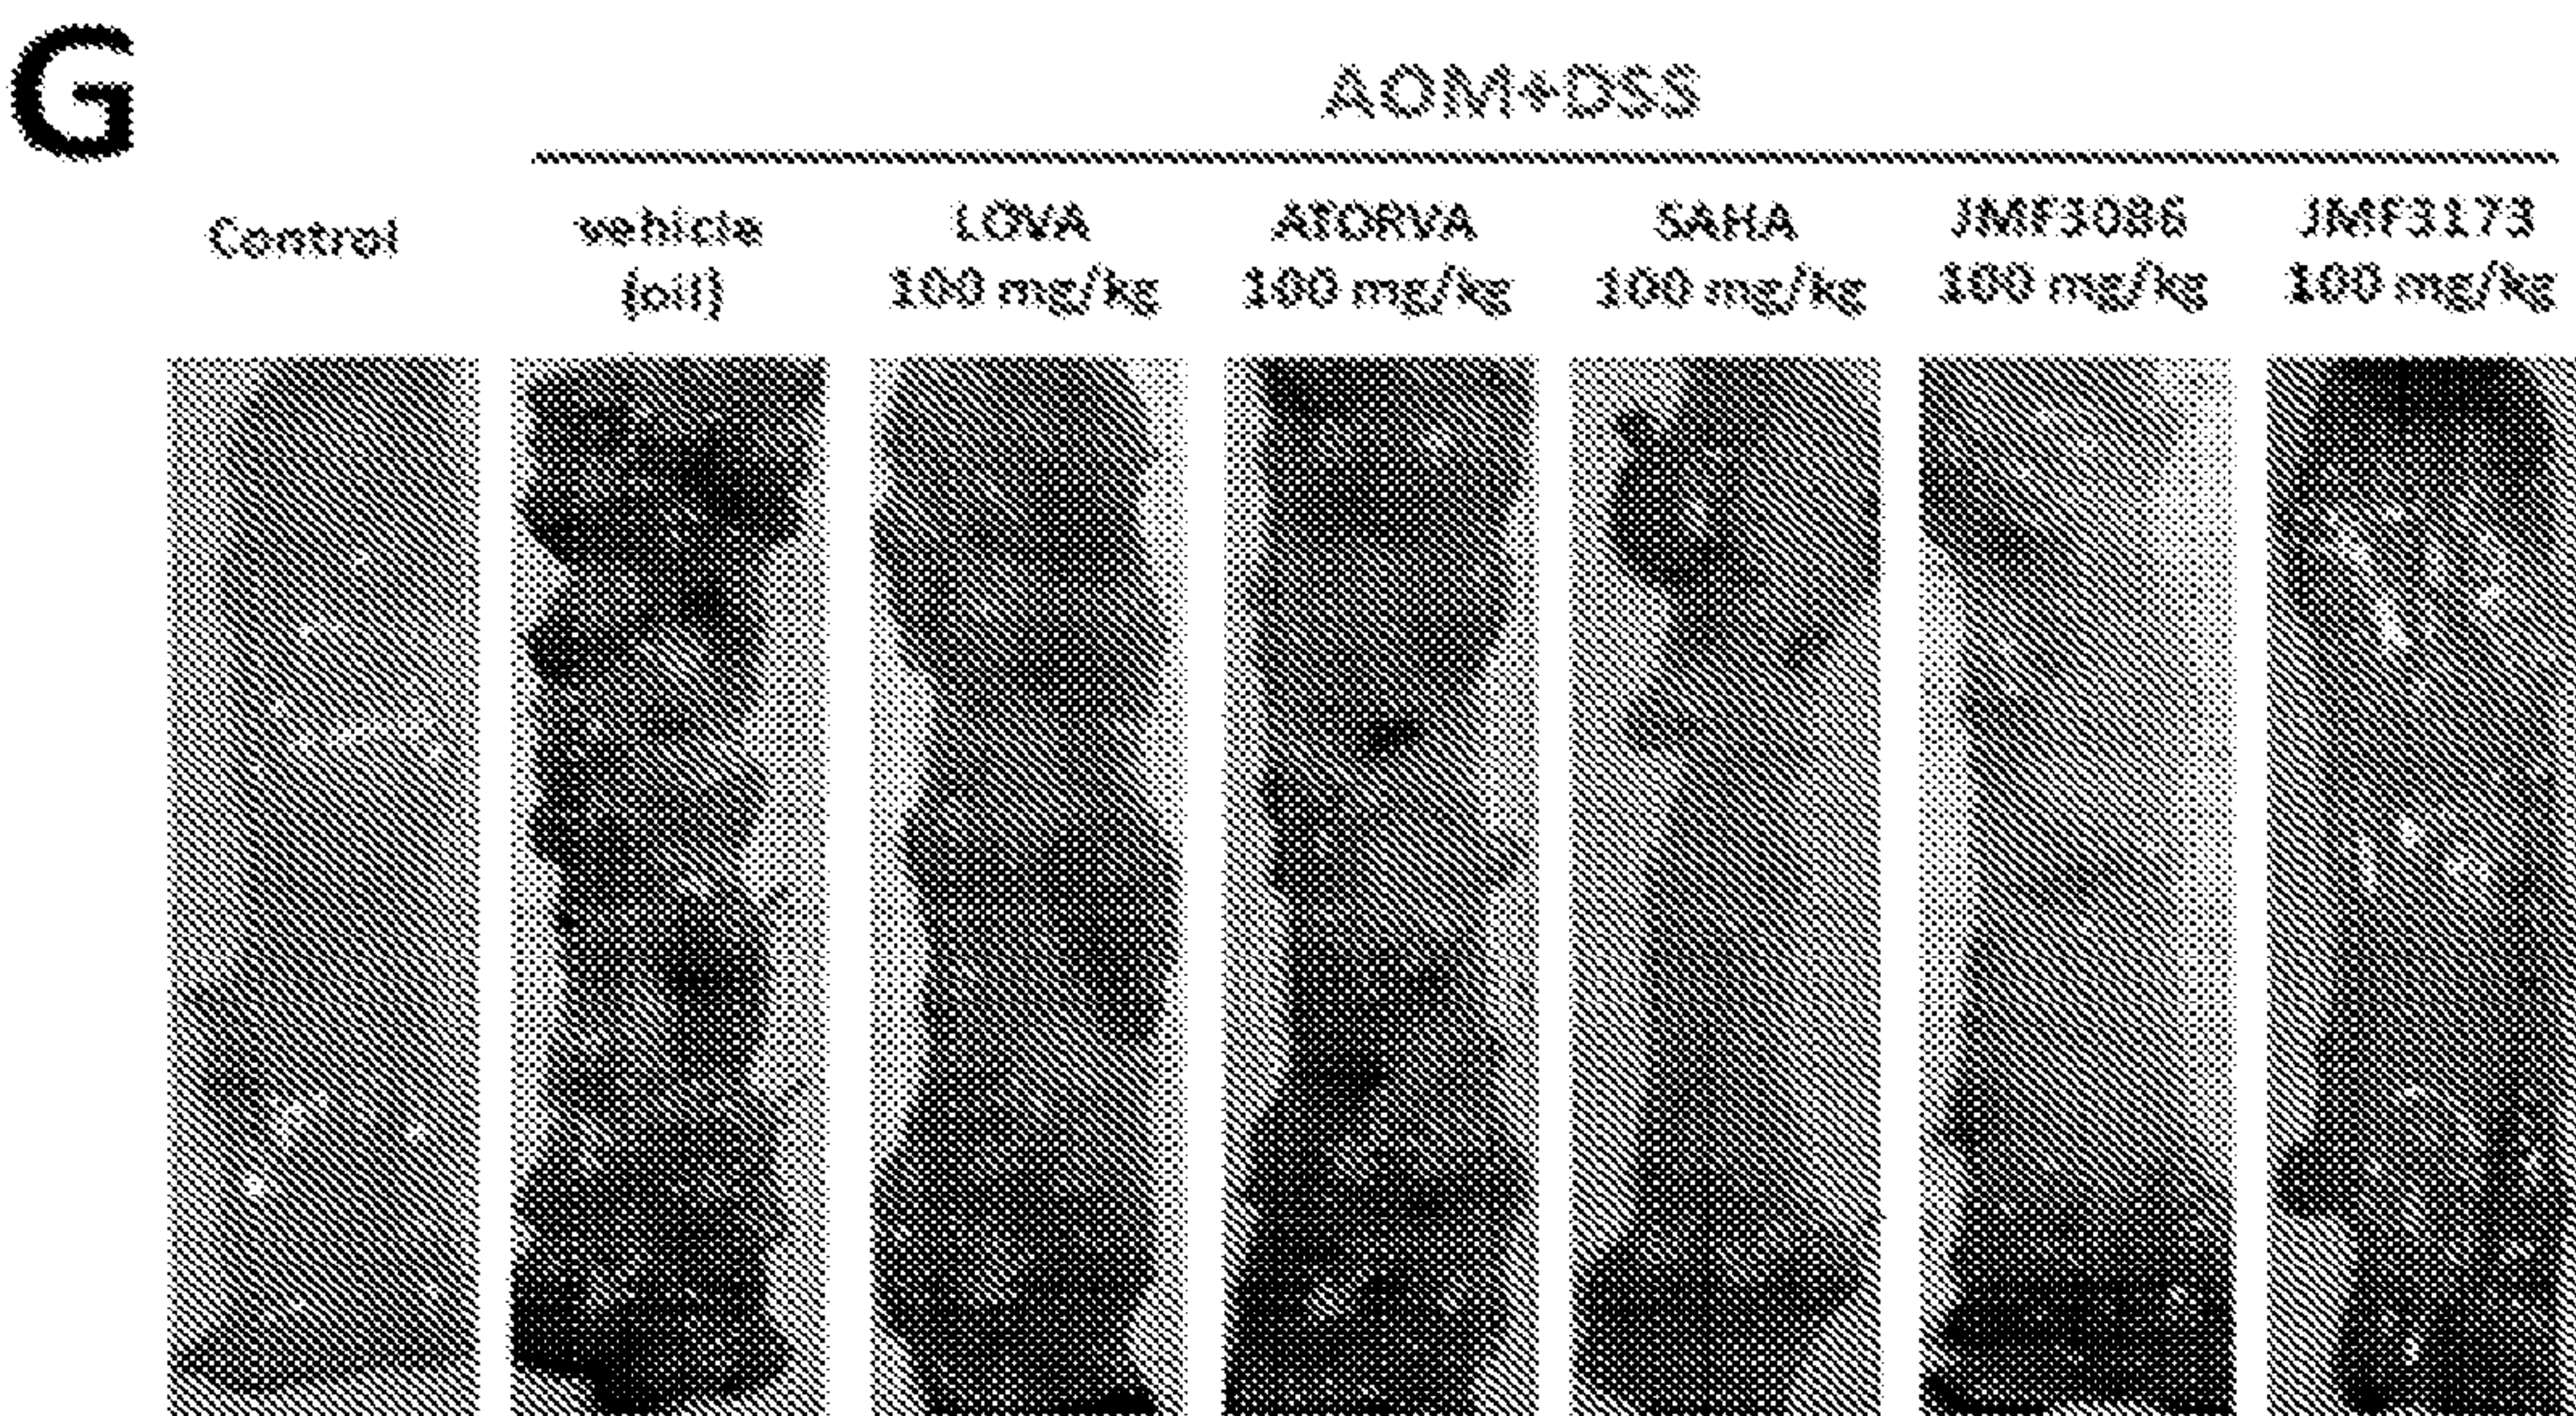 G
AOM+DSS
Control
vehicle
(oil)
LOVA
100 mg/kg
ATORVA
100 mg/kg
SAHA
100 mg/kg
JMF3086
100 mg/kg
JMF3173
100 mg/kg